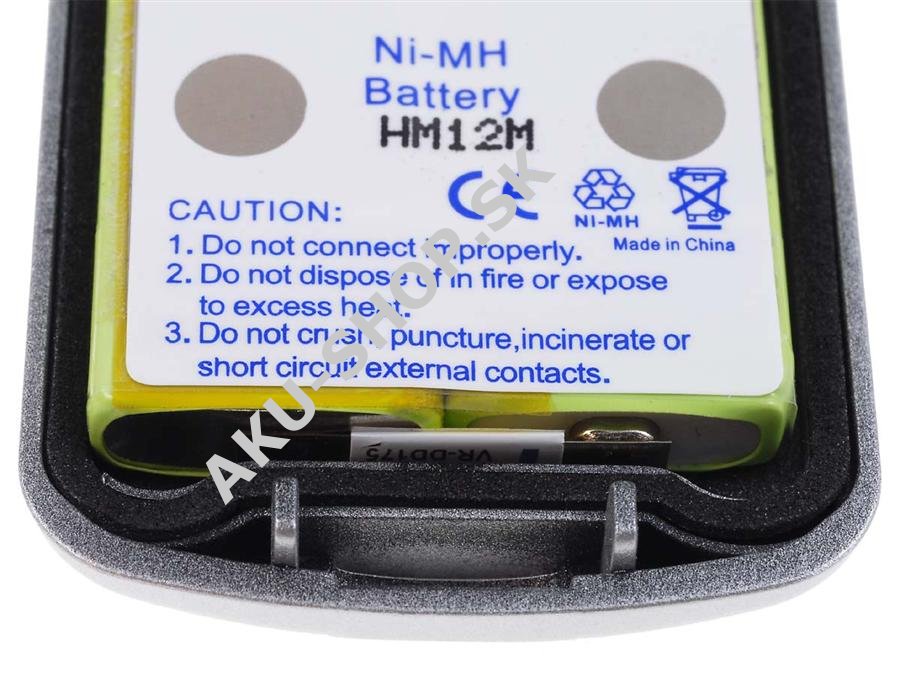 Ni-MH
Battery
HM12M
CAUTION:
NI-MH
Made in China
1. Do not connect improperly.
2. Do not dispose of in fire or expose
to excess heat.
3. Do not crush, puncture,incinerate or
short circuit external contacts.
VR-DD175
AKU-SHOP.SK